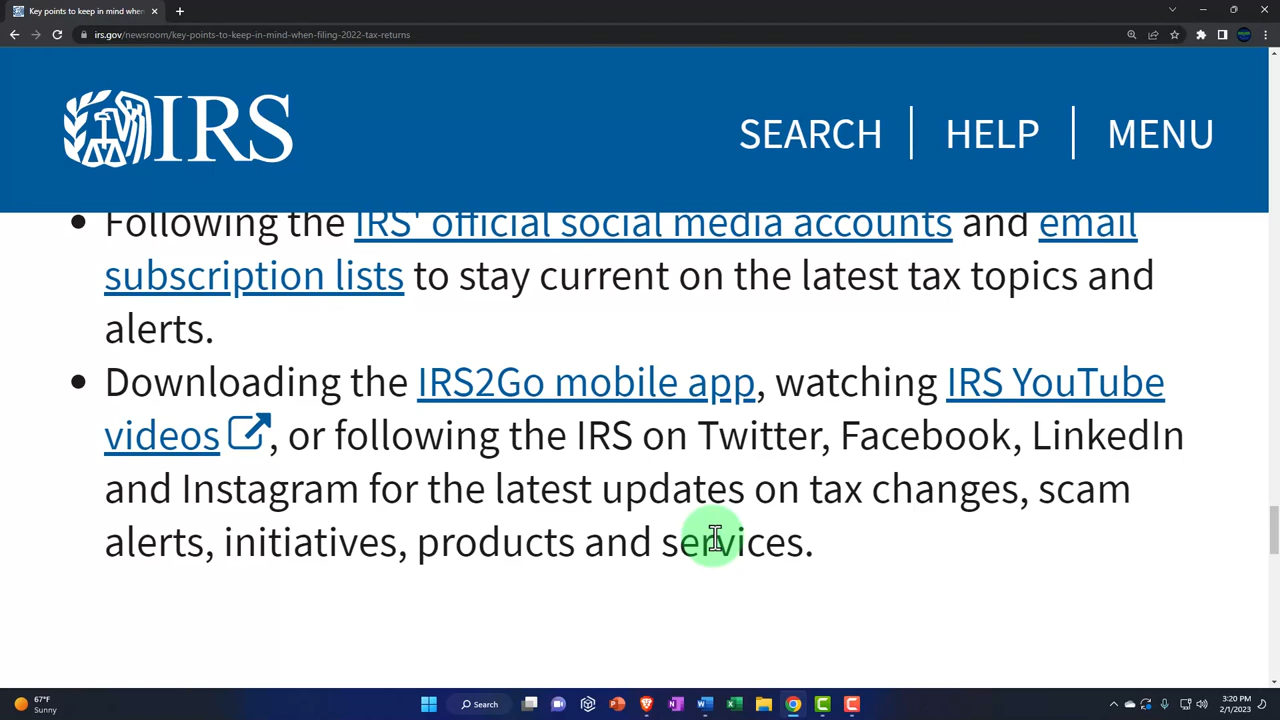 Key points to keep in mind when
irs.gov/newsroom/key-points-to-keep-in-mind-when-filing-2022-tax-returns
IRS
SEARCH
HELP
MENU
Following the IRS' official social media accounts and email
subscription lists to stay current on the latest tax topics and
alerts.
Downloading the IRS2Go mobile app, watching IRS YouTube
videos, or following the IRS on Twitter, Facebook, LinkedIn
and Instagram for the latest updates on tax changes, scam
alerts, initiatives, products and services.
67°F
Sunny
Search
3:20 PM
2/1/2023